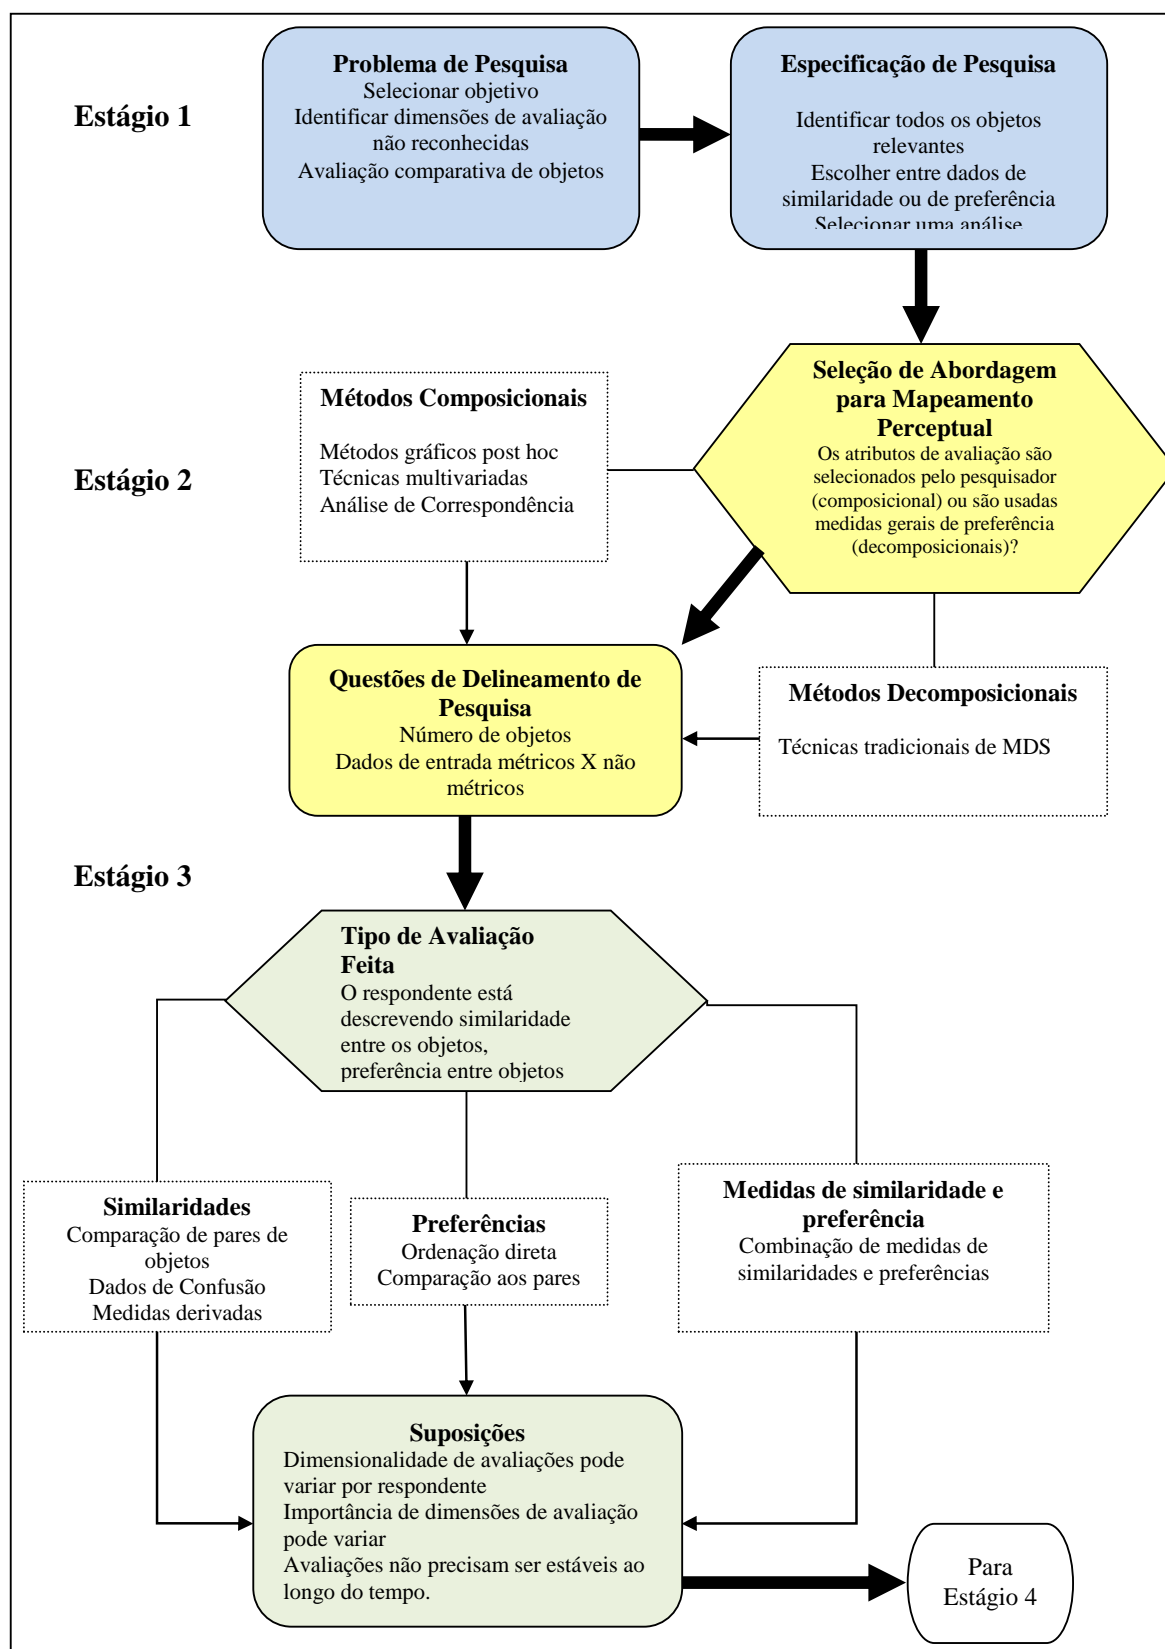 Estágio 1
Problema de Pesquisa
Selecionar objetivo
Identificar dimensões de avaliação
não reconhecidas
Avaliação comparativa de objetos
Especificação de Pesquisa
Identificar todos os objetos
relevantes
Escolher entre dados de
similaridade ou de preferência
Selecionar uma análise
Estágio 2
Métodos Composicionais
Métodos gráficos post hoc
Técnicas multivariadas
Análise de Correspondência
Seleção de Abordagem
para Mapeamento
Perceptual
Os atributos de avaliação são
selecionados pelo pesquisador
(composicional) ou são usadas
medidas gerais de preferência
(decomposicionais)?
Questões de Delineamento de
Pesquisa
Número de objetos
Dados de entrada métricos X não
métricos
Métodos Decomposicionais
Técnicas tradicionais de MDS
Estágio 3
Tipo de Avaliação
Feita
O respondente está
descrevendo similaridade
entre os objetos,
preferência entre objetos
Similaridades
Comparação de pares de
objetos
Dados de Confusão
Medidas derivadas
Preferências
Ordenação direta
Comparação aos pares
Medidas de similaridade e
preferência
Combinação de medidas de
similaridades e preferências
Suposições
Dimensionalidade de avaliações pode
variar por respondente
Importância de dimensões de avaliação
pode variar
Avaliações não precisam ser estáveis ao
longo do tempo.
Para
Estágio 4